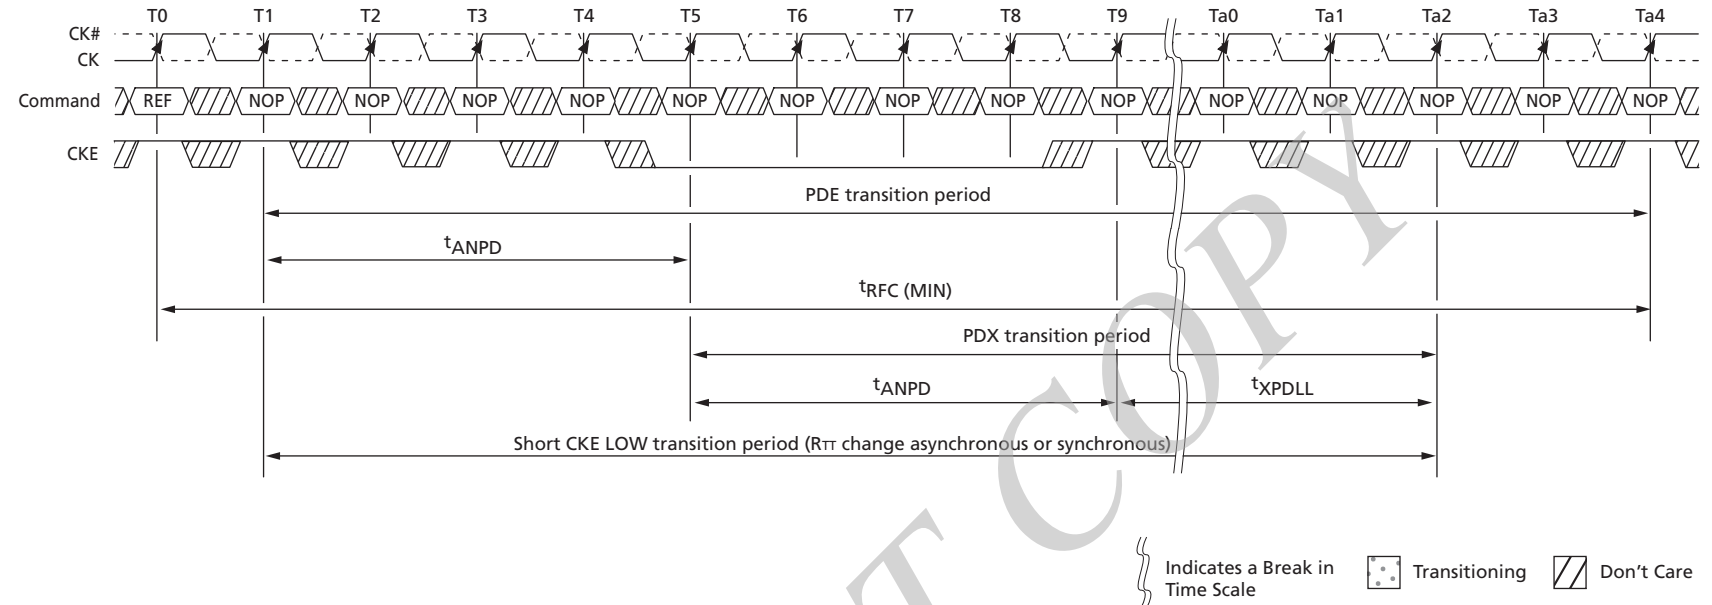 T0 T1 T2 T3 T4 T5 T6 T7 T8 T9 Ta0 Ta1 Ta2 Ta3 Ta4
CK#
CK
Command REF NOP NOP NOP NOP NOP NOP NOP NOP NOP NOP NOP NOP NOP NOP
CKE
PDE transition period
tANPD
tRFC (MIN)
PDX transition period
tANPD tXPDLL
Short CKE LOW transition period (RTT change asynchronous or synchronous)
T COPY
Indicates a Break in
Time Scale
Transitioning
Don't Care